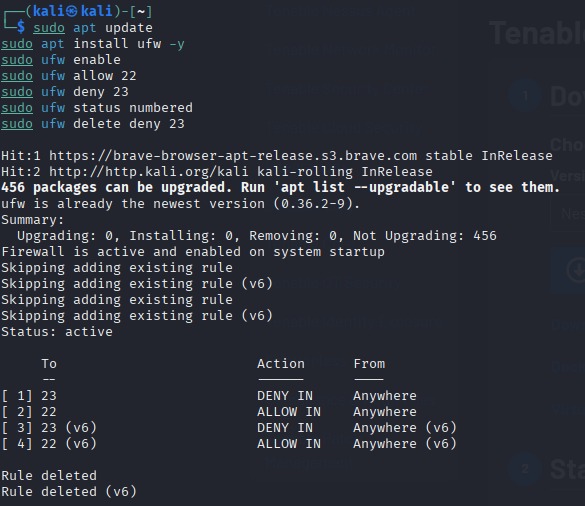 ┌──(kali㉿kali)-[~]
└─$ sudo apt update
sudo apt install ufw -y
sudo ufw enable
sudo ufw allow 22
sudo ufw deny 23
sudo ufw status numbered
sudo ufw delete deny 23
Hit:1 https://brave-browser-apt-release.s3.brave.com stable InRelease
Hit:2 http://http.kali.org/kali kali-rolling InRelease
456 packages can be upgraded. Run 'apt list --upgradable' to see them.
ufw is already the newest version (0.36.2-9).
Summary:
  Upgrading: 0, Installing: 0, Removing: 0, Not Upgrading: 456
Firewall is active and enabled on system startup
Skipping adding existing rule
Skipping adding existing rule (v6)
Skipping adding existing rule
Skipping adding existing rule (v6)
Status: active
     To                         Action      From
     --                         ------      ----
[ 1] 23                         DENY IN     Anywhere
[ 2] 22                         ALLOW IN    Anywhere
[ 3] 23 (v6)                    DENY IN     Anywhere (v6)
[ 4] 22 (v6)                    ALLOW IN    Anywhere (v6)
Rule deleted
Rule deleted (v6)
Tenabl
1
Do
Cho
Versi
2
Sta